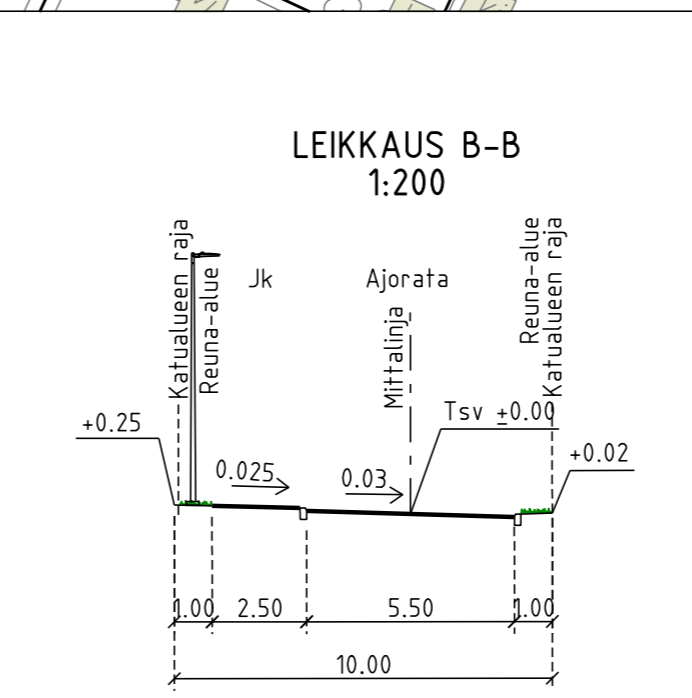 LEIKKAUS B-B
1:200
Katualueen raja
Reuna-alue
Jk
Ajorata
Mittalinja
Reuna-alue
Katualueen raja
+0.25
0.025
0.03
Tsv ±0.00
+0.02
1.00 2.50 5.50 1.00
10.00